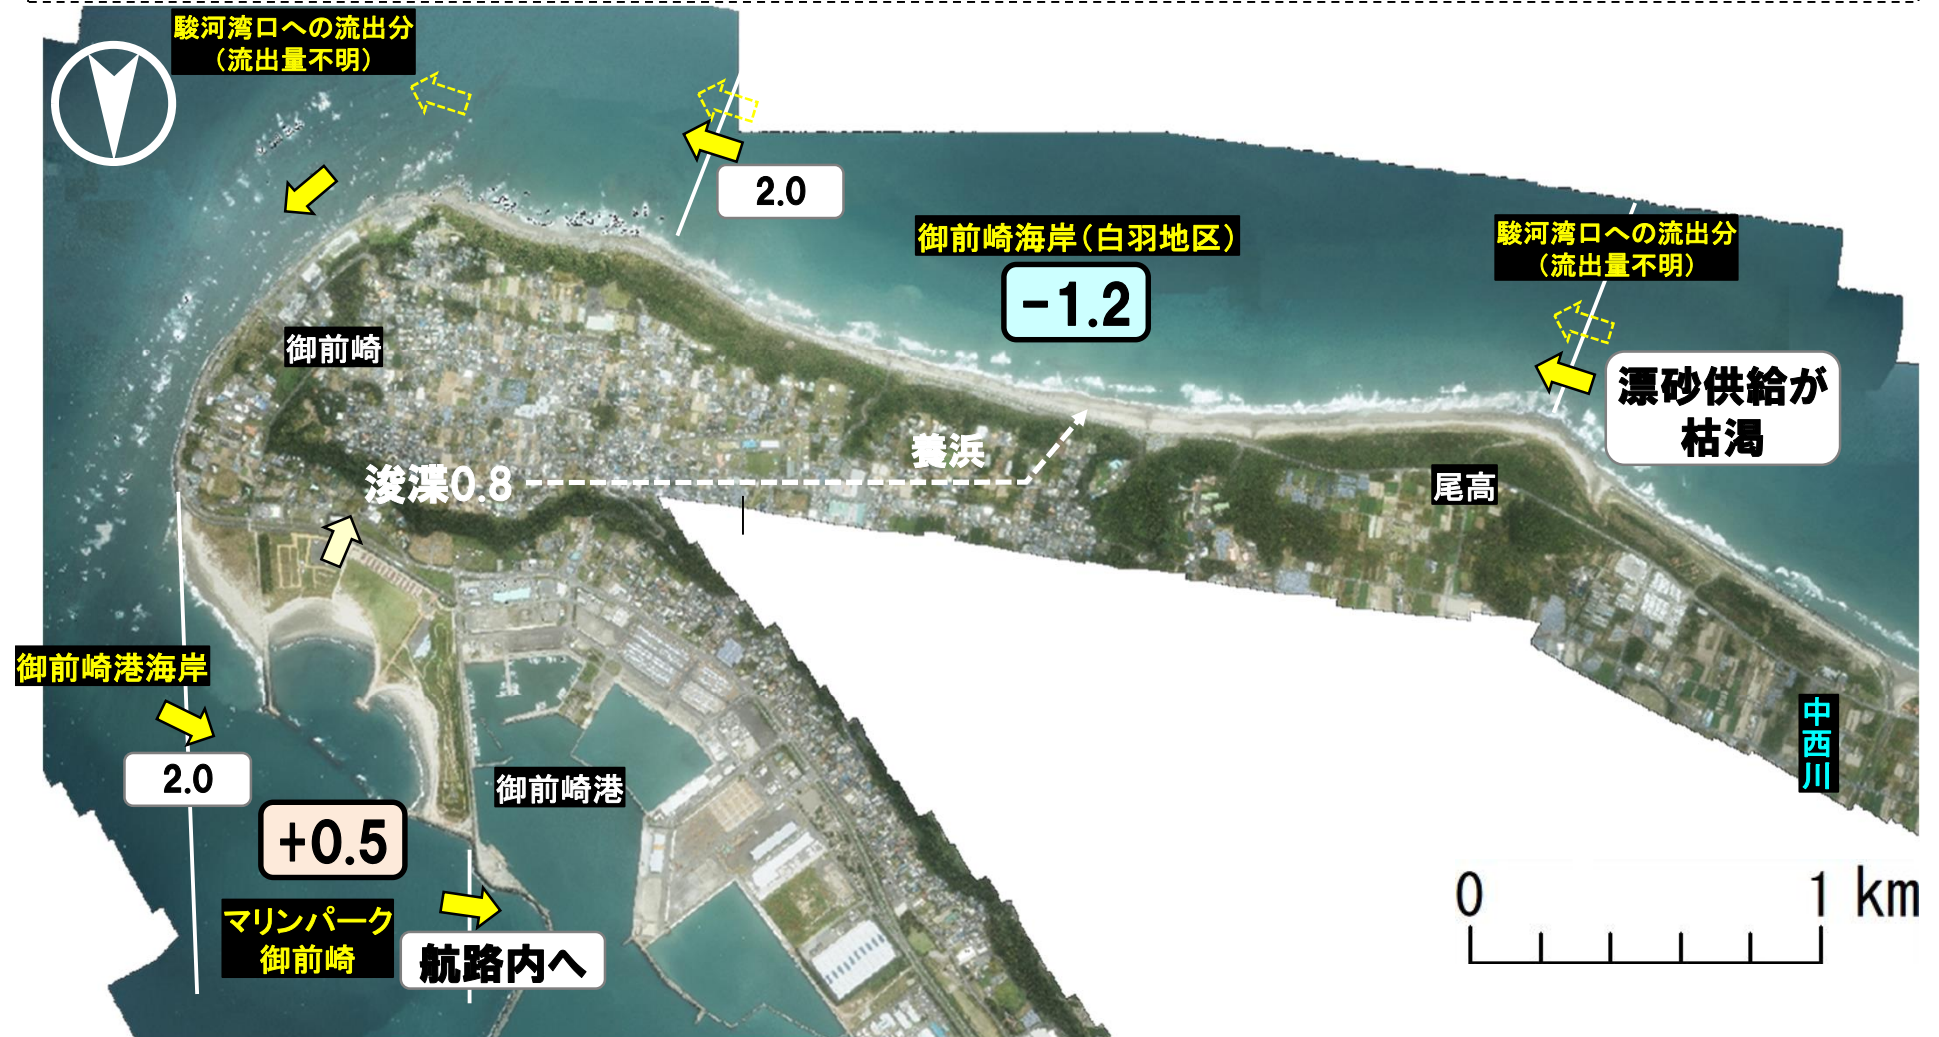 駿河湾口への流出分
（流出量不明）
2.0
御前崎海岸（白羽地区）
-1.2
駿河湾口への流出分
（流出量不明）
漂砂供給が
枯渇
御前崎
養浜
浚渫0.8
尾高
御前崎港海岸
2.0
御前崎港
+0.5
マリンパーク
御前崎
航路内へ
中西川
0
1 km